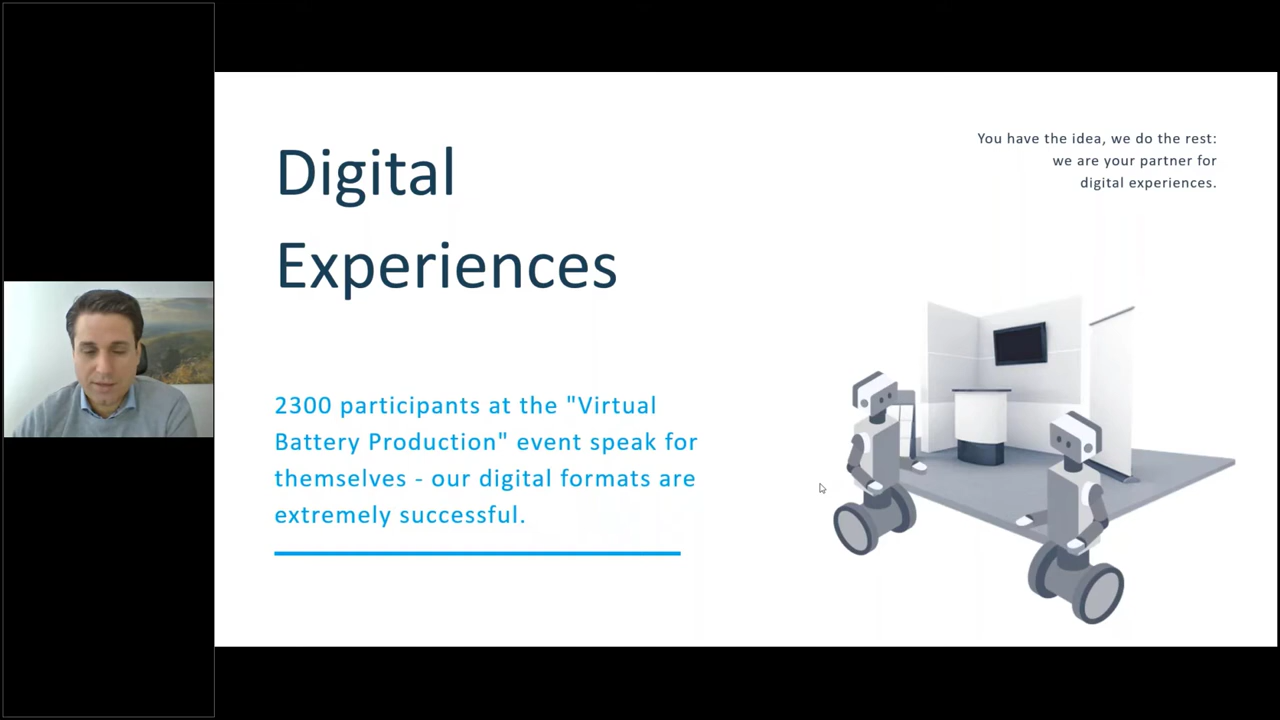 Digital
Experiences
You have the idea, we do the rest:
we are your partner for
digital experiences.
2300 participants at the "Virtual
Battery Production" event speak for
themselves - our digital formats are
extremely successful.